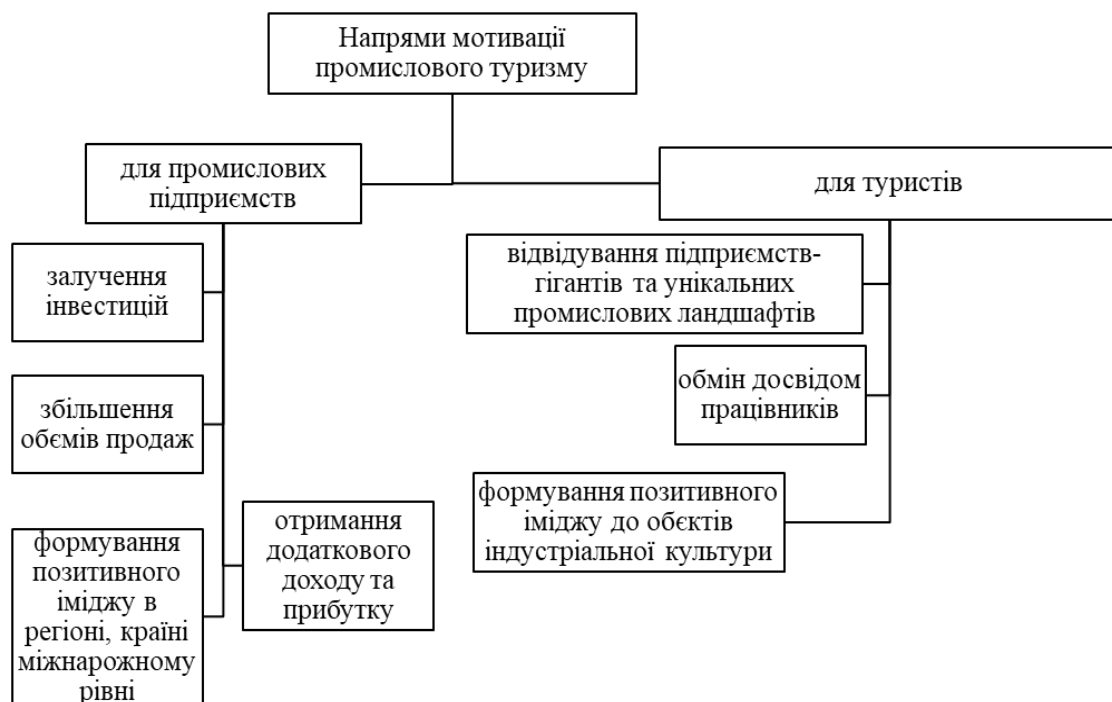 Напрями мотивації
промислового туризму
для промислових
підприємств
для туристів
залучення
інвестицій
відвідування підприємств-
гігантів та унікальних
промислових ландшафтів
збільшення
обємів продаж
обмін досвідом
працівників
формування
позитивного
іміджу в
регіоні, країні
міжнарожному
рівні
отримання
додаткового
доходу та
прибутку
формування позитивного
іміджу до обєктів
індустріальної культури